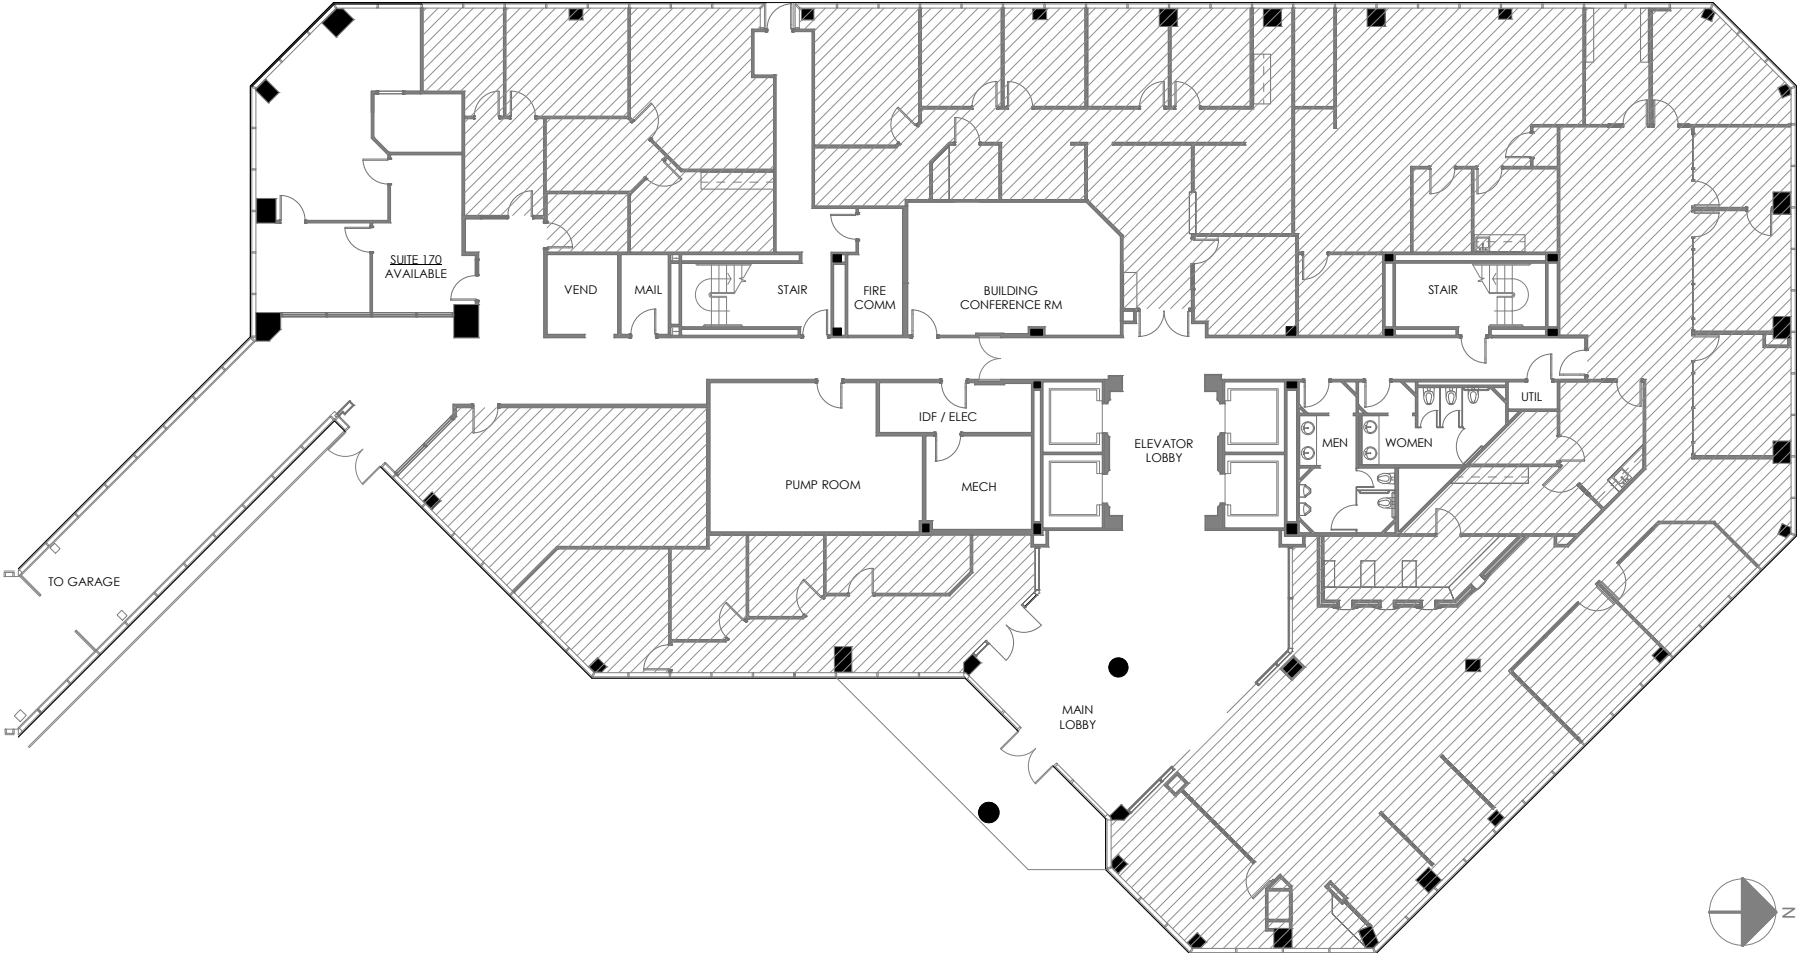 SUITE 170
AVAILABLE
VEND
MAIL
STAIR
FIRE
COMM
BUILDING
CONFERENCE RM
STAIR
UTIL
IDF / ELEC
ELEVATOR
LOBBY
MEN
WOMEN
PUMP ROOM
MECH
TO GARAGE
MAIN
LOBBY
N